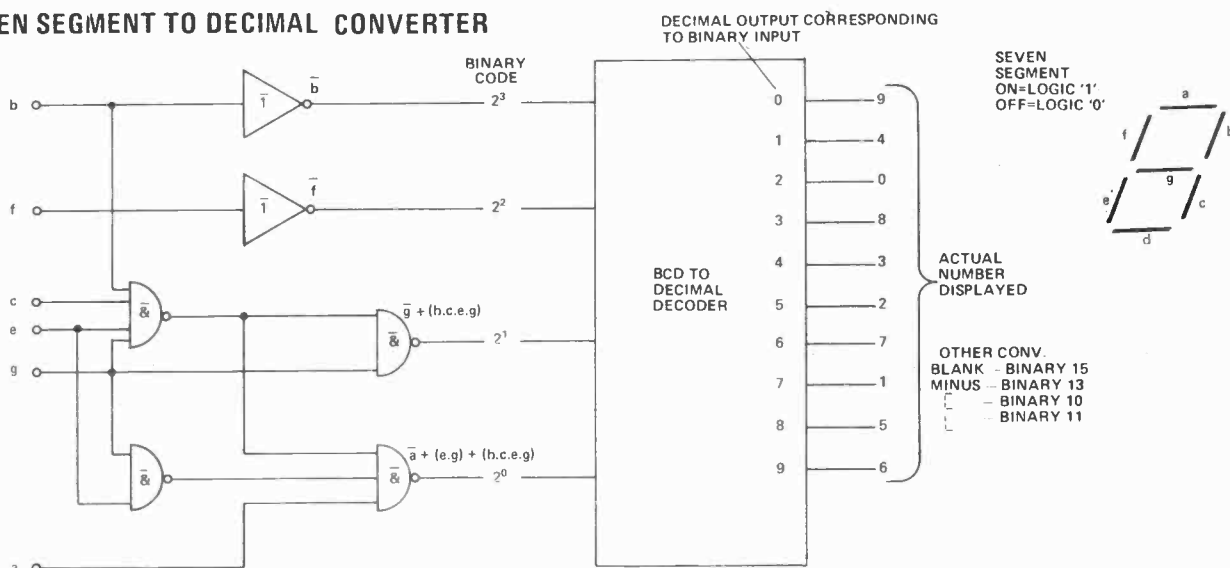 EN SEGMENT TO DECIMAL CONVERTER
DECIMAL OUTPUT CORRESPONDING
TO BINARY INPUT
SEVEN
SEGMENT
ON=LOGIC '1'
OFF=LOGIC '0'
BINARY
CODE
b
1̅
b̅
2³
f
1̅
f̅
2²
c
e
g
&̅
&̅
g̅ + (b.c.e.g)
2¹
&̅
&̅
a̅ + (e.g) + (b.c.e.g)
2⁰
a
BCD TO
DECIMAL
DECODER
0 9
1 4
2 0
3 8
4 3
5 2
6 7
7 1
8 5
9 6
ACTUAL
NUMBER
DISPLAYED
OTHER CONV.
BLANK – BINARY 15
MINUS – BINARY 13
– BINARY 10
– BINARY 11
a
f
b
g
e
c
d